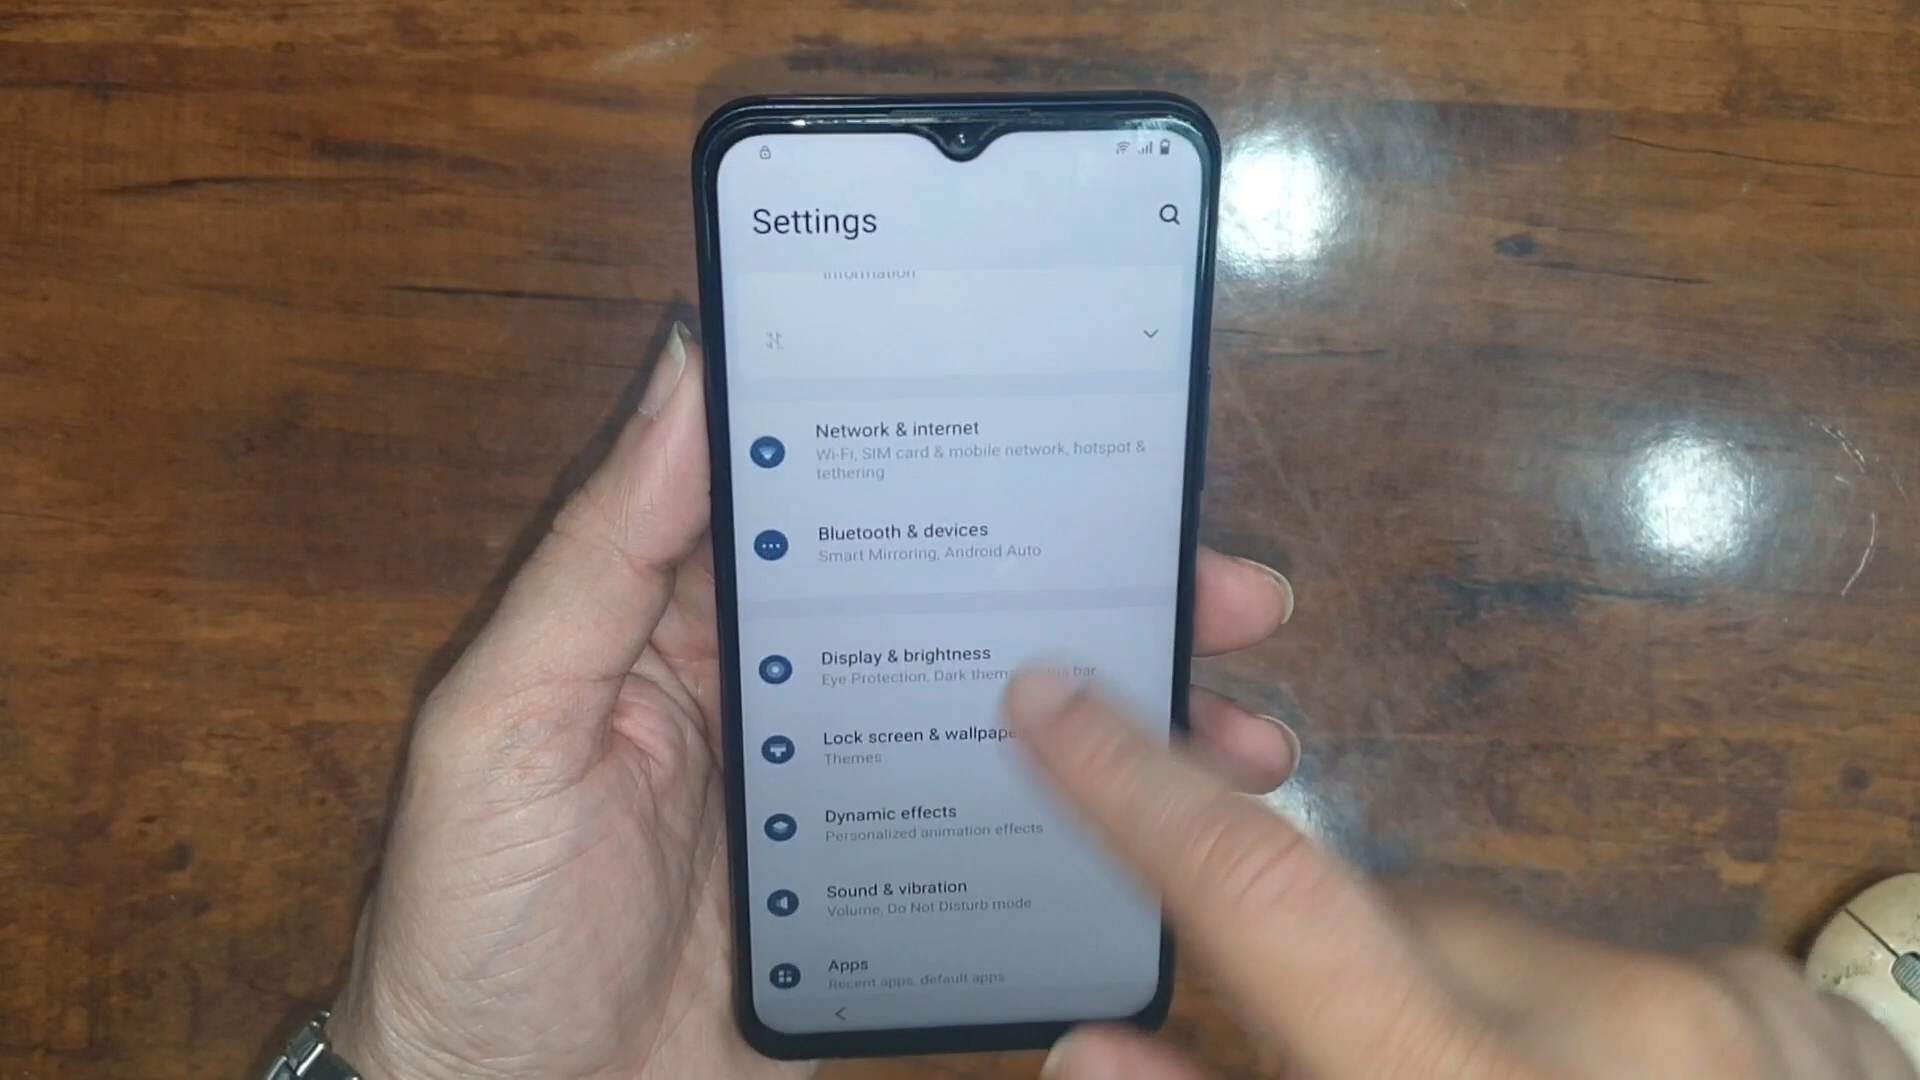 Settings
information
Network & internet
Wi-Fi, SIM card & mobile network, hotspot &
tethering
Bluetooth & devices
Smart Mirroring, Android Auto
Display & brightness
Eye Protection, Dark bar
Lock screen &
Themes
Dynamic effects
Personalized animation effects
Sound & vibration
Volume, Do Not Disturb mode
Apps
Recent apps, default apps